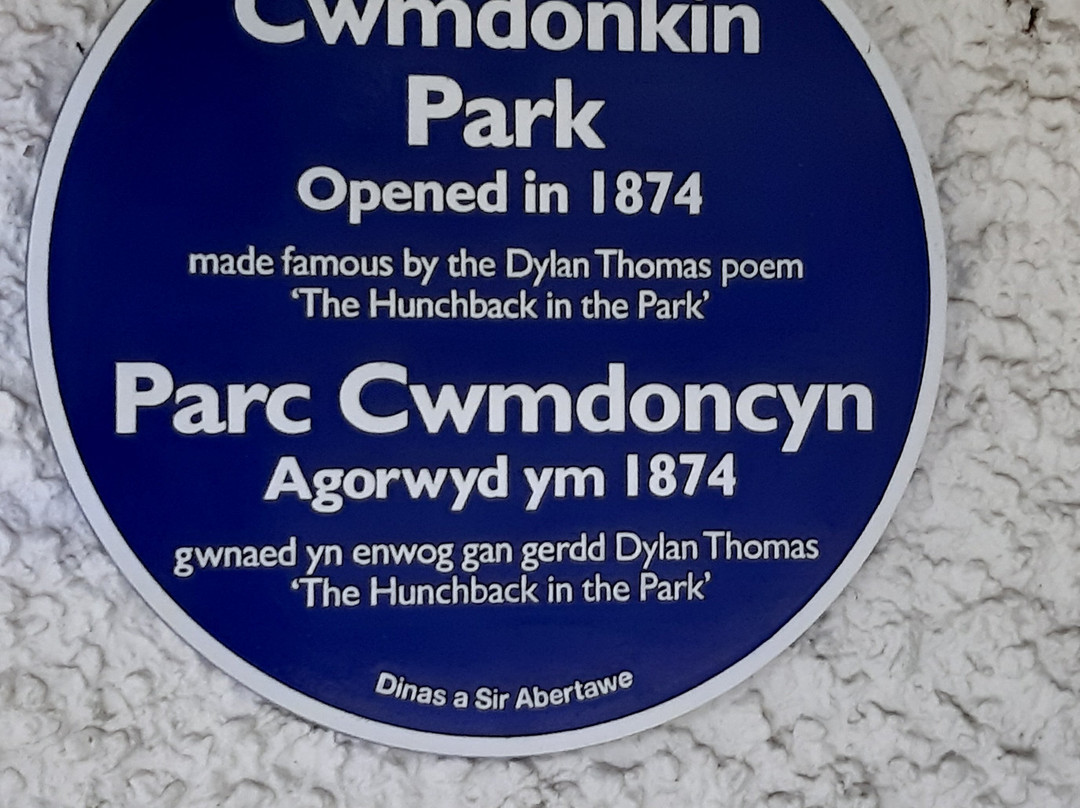 Cwmdonkin
Park
Opened in 1874
made famous by the Dylan Thomas poem
‘The Hunchback in the Park’
Parc Cwmdoncyn
Agorwyd ym 1874
gwnaed yn enwog gan gerdd Dylan Thomas
‘The Hunchback in the Park’
Dinas a Sir Abertawe